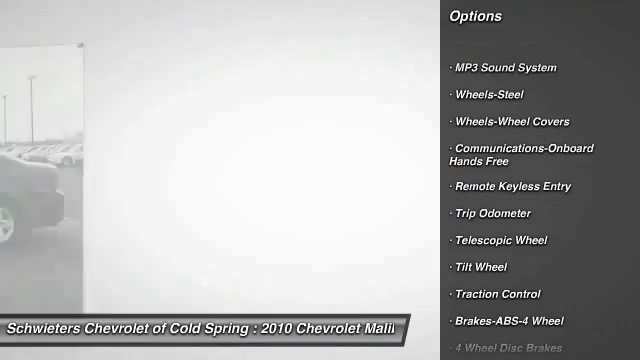 Options
· MP3 Sound System
· Wheels-Steel
· Wheels-Wheel Covers
· Communications-Onboard
Hands Free
· Remote Keyless Entry
· Trip Odometer
· Telescopic Wheel
· Tilt Wheel
· Traction Control
· Brakes-ABS-4 Wheel
· 4 Wheel Disc Brakes
Schwieters Chevrolet of Cold Spring : 2010 Chevrolet Malil